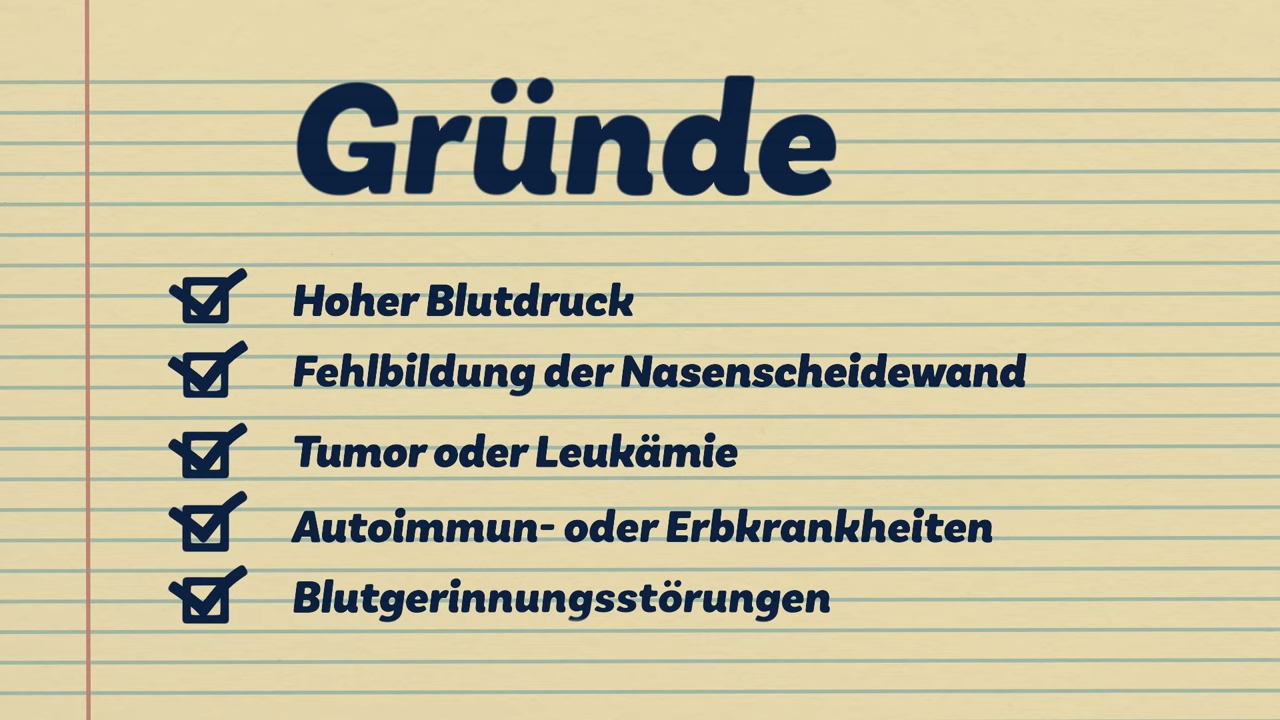 Gründe
Hoher Blutdruck
Fehlbildung der Nasenscheidewand
Tumor oder Leukämie
Autoimmun- oder Erbkrankheiten
Blutgerinnungsstörungen